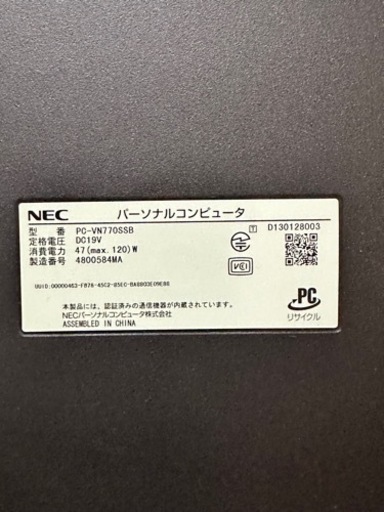 NEC パーソナルコンピュータ
型 番 PC-VN770SSB
定格電圧 DC19V
消費電力 47(max.120)W
製造番号 4800584MA
D130128003
VCCI
本製品には、認証済みの通信機器が内蔵されています。
NECパーソナルコンピュータ株式会社
ASSEMBLED IN CHINA
PC
リサイクル